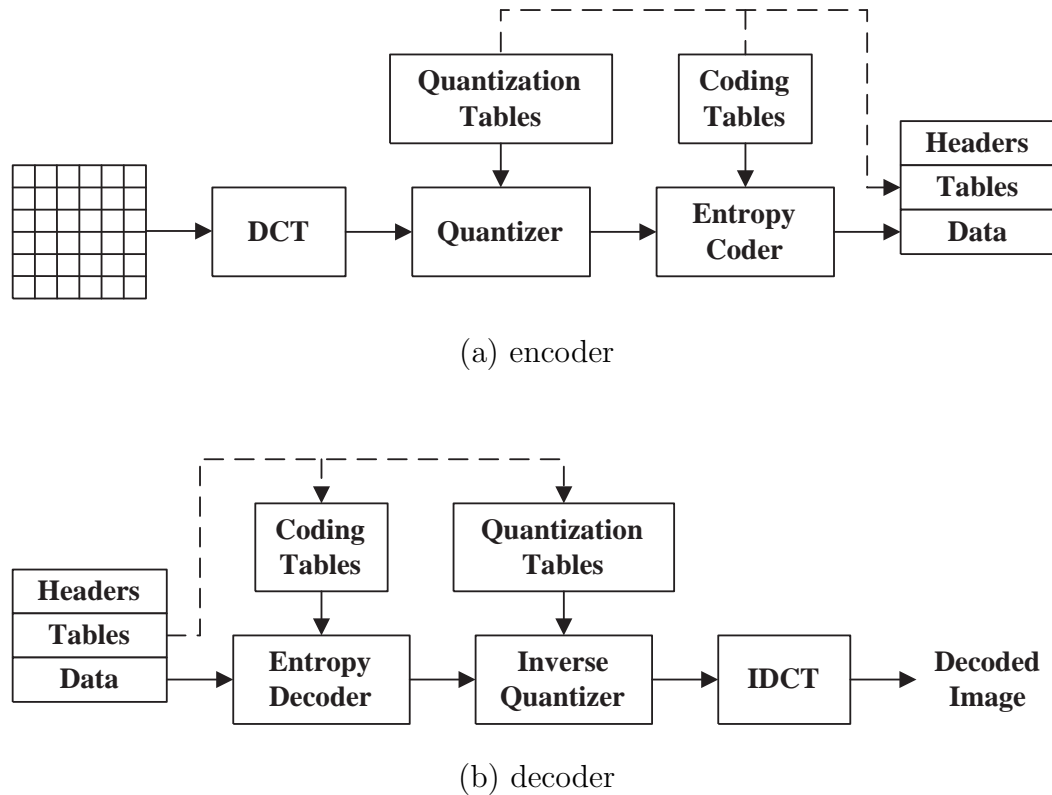 Quantization
Tables
Coding
Tables
Headers
Tables
Data
DCT
Quantizer
Entropy
Coder
(a) encoder
Coding
Tables
Quantization
Tables
Headers
Tables
Data
Entropy
Decoder
Inverse
Quantizer
IDCT
Decoded
Image
(b) decoder